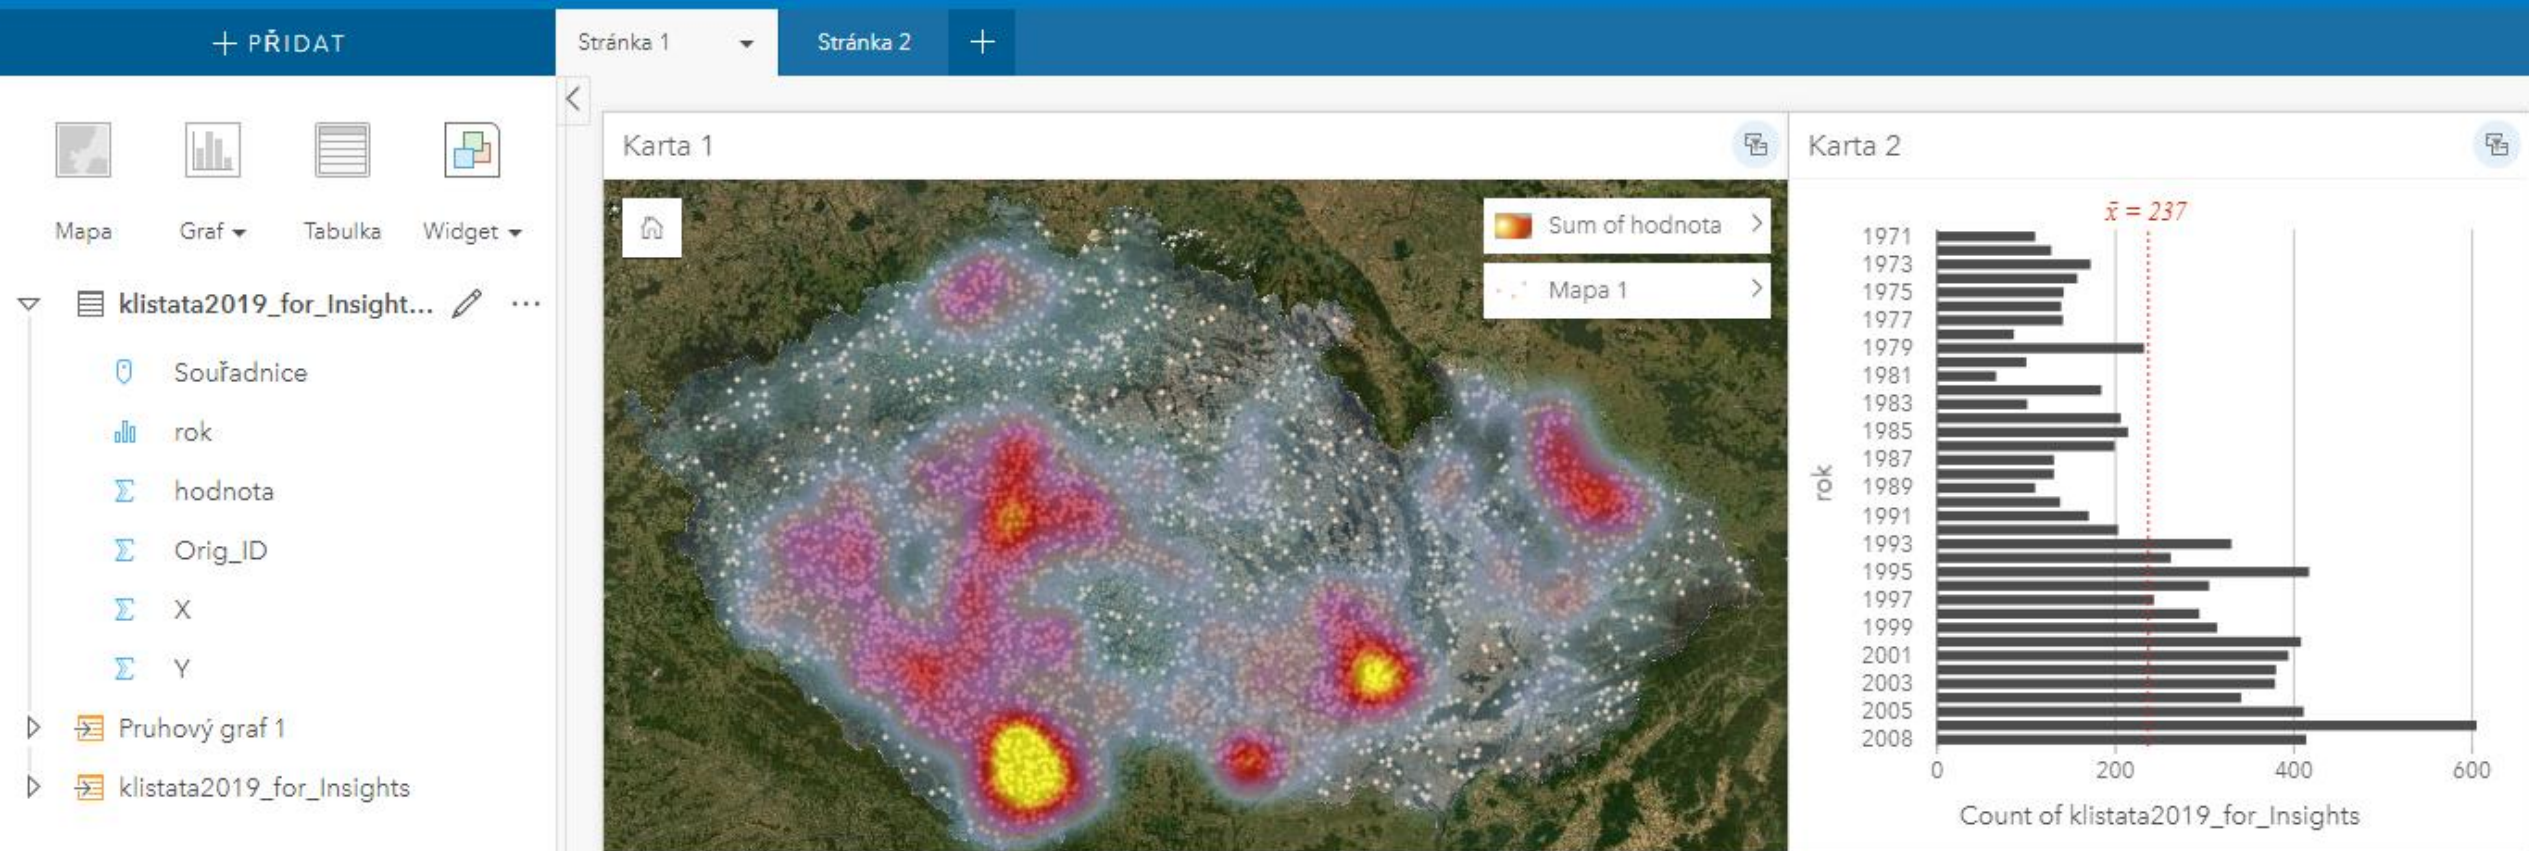 + PŘIDAT
Stránka 1
Stránka 2
Mapa
Graf
Tabulka
Widget
klistata2019_for_Insight...
Souřadnice
rok
hodnota
Orig_ID
X
Y
Pruhový graf 1
klistata2019_for_Insights
Karta 1
Sum of hodnota
Mapa 1
Karta 2
x̄ = 237
1971
1973
1975
1977
1979
1981
1983
1985
1987
1989
1991
1993
1995
1997
1999
2001
2003
2005
2008
rok
0 200 400 600
Count of klistata2019_for_Insights